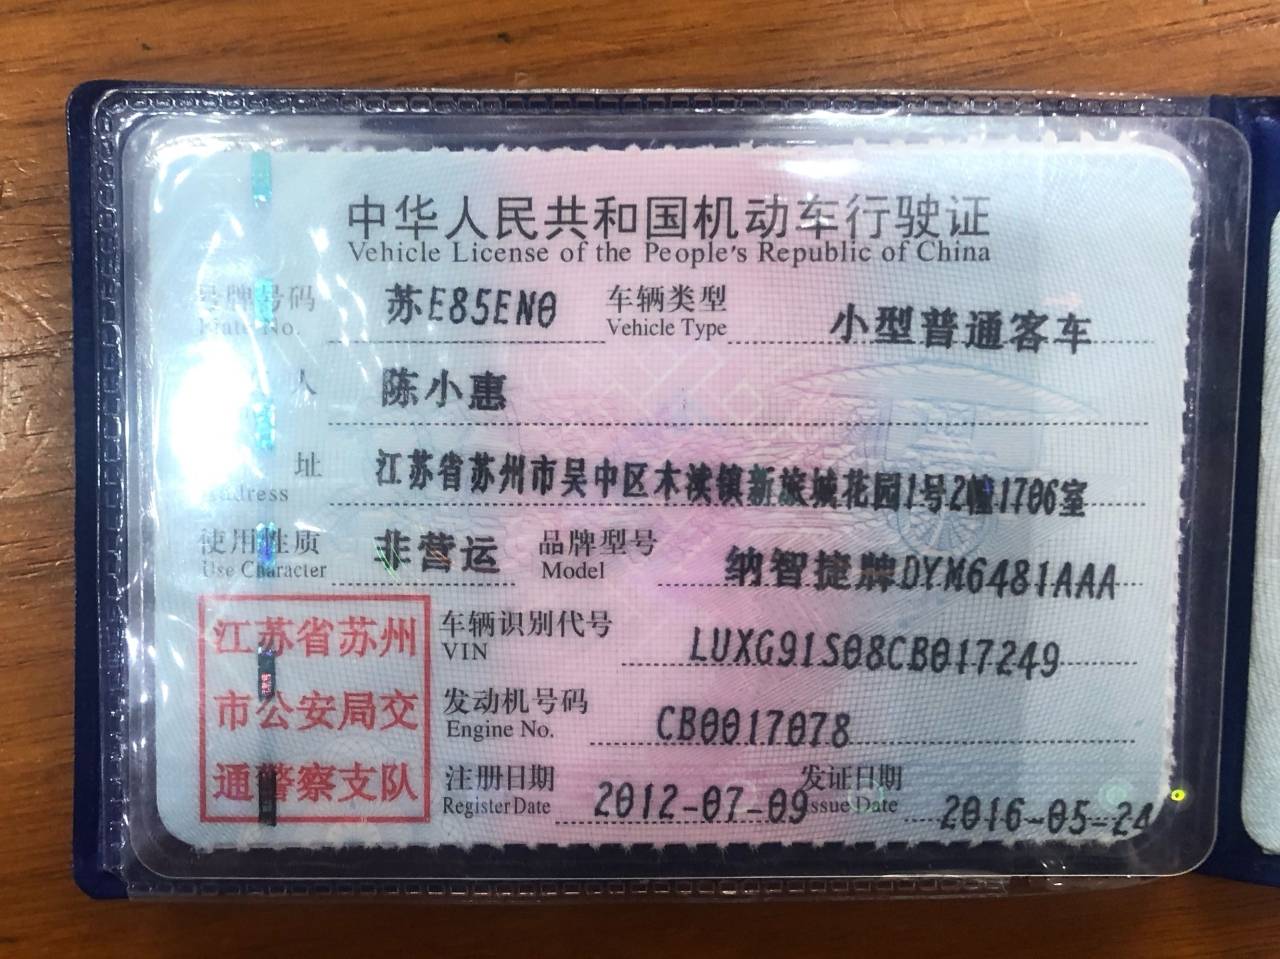 中华人民共和国机动车行驶证
Vehicle License of the People's Republic of China
号牌号码 苏E85EN0 车辆类型 小型普通客车
Plate No. Vehicle Type
人 陈小惠
址 江苏省苏州市吴中区木渎镇新旅城花园1号2幢1706室
Address
使用性质 非营运 品牌型号 纳智捷牌DYM6481AAA
Use Character Model
江苏省苏州
市公安局交
通警察支队
车辆识别代号 LUXG91S08CB017249
VIN
发动机号码 CB0017078
Engine No.
注册日期 2012-07-09 发证日期 2016-05-24
Register Date Issue Date